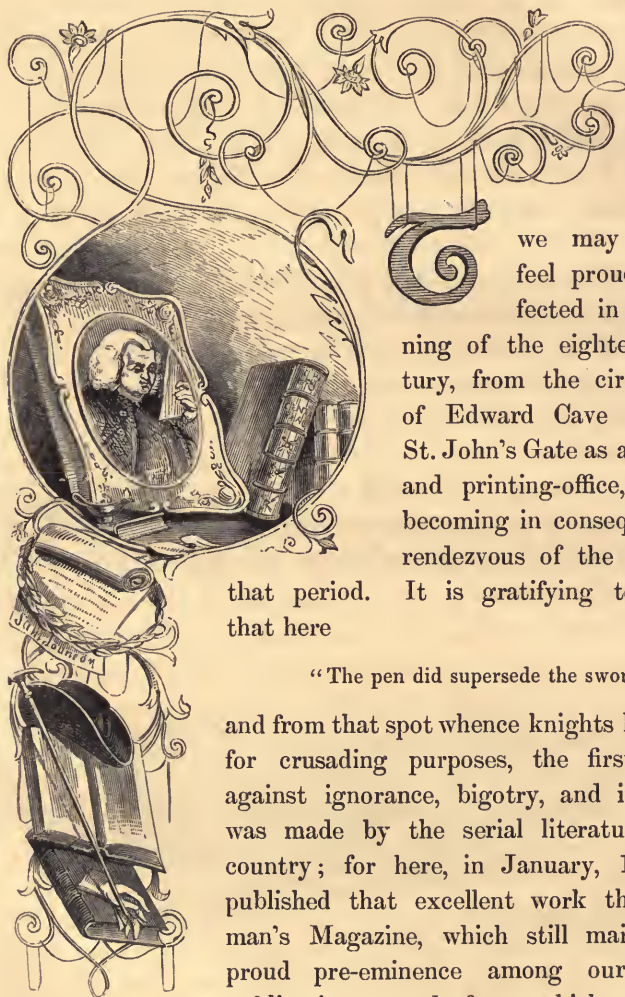 T
we may
feel proud
fected in
ning of the eighte
tury, from the cir
of Edward Cave
St. John's Gate as a
and printing-office,
becoming in conseq
rendezvous of the
that period. It is gratifying t
that here
"The pen did supersede the swor
and from that spot whence knights
for crusading purposes, the firs
against ignorance, bigotry, and i
was made by the serial literatu
country; for here, in January, 1
published that excellent work th
man's Magazine, which still mai
proud pre-eminence among our